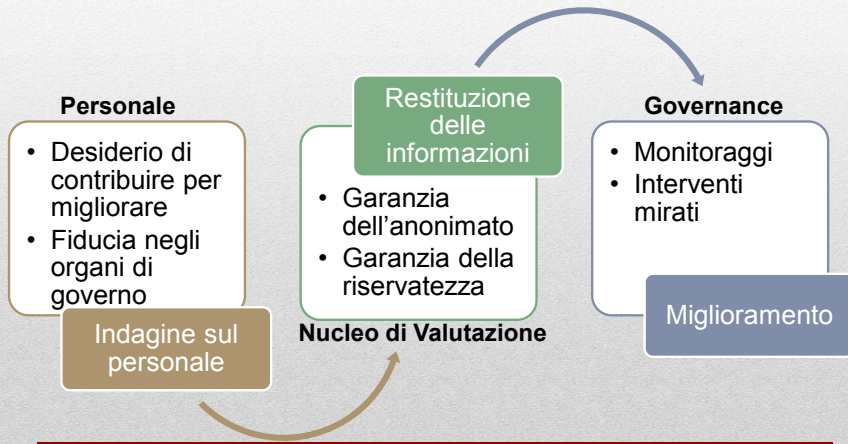 Personale
• Desiderio di
contribuire per
migliorare
• Fiducia negli
organi di
governo
Indagine sul
personale
Restituzione
delle
informazioni
• Garanzia
dell’anonimato
• Garanzia della
riservatezza
Nucleo di Valutazione
Governance
• Monitoraggi
• Interventi
mirati
Miglioramento